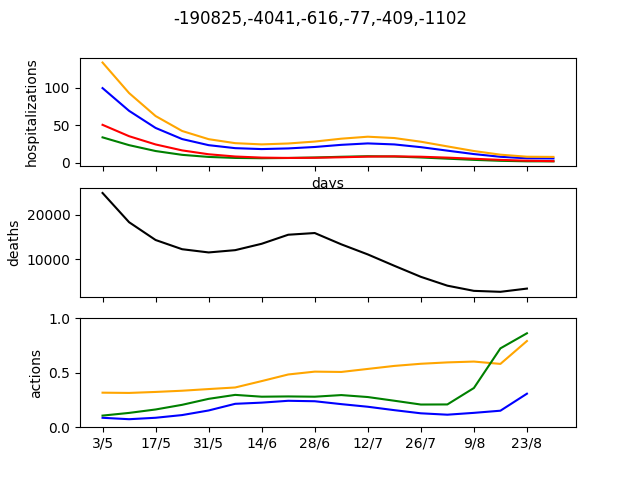 -190825,-4041,-616,-77,-409,-1102
hospitalizations
100
50
0
days
deaths
20000
10000
actions
1.0
0.5
0.0
3/5 17/5 31/5 14/6 28/6 12/7 26/7 9/8 23/8